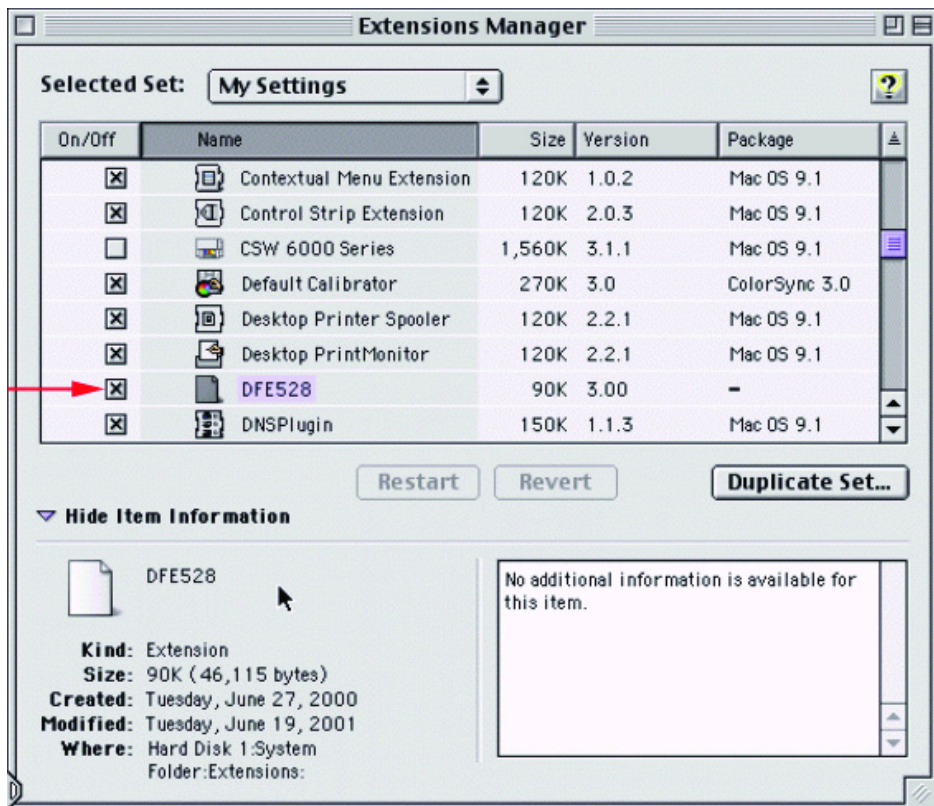 Extensions Manager
Selected Set: My Settings
?
On/Off Name Size Version Package
Contextual Menu Extension 120K 1.0.2 Mac OS 9.1
Control Strip Extension 120K 2.0.3 Mac OS 9.1
CSW 6000 Series 1,560K 3.1.1 Mac OS 9.1
Default Calibrator 270K 3.0 ColorSync 3.0
Desktop Printer Spooler 120K 2.2.1 Mac OS 9.1
Desktop PrintMonitor 120K 2.2.1 Mac OS 9.1
DFE528 90K 3.00 –
DNSPlugin 150K 1.1.3 Mac OS 9.1
Restart Revert Duplicate Set...
Hide Item Information
DFE528
Kind: Extension
Size: 90K (46,115 bytes)
Created: Tuesday, June 27, 2000
Modified: Tuesday, June 19, 2001
Where: Hard Disk 1:System
Folder:Extensions:
No additional information is available for
this item.